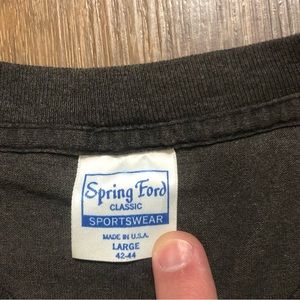 Spring Ford
CLASSIC
SPORTSWEAR
MADE IN U.S.A.
LARGE
42-44